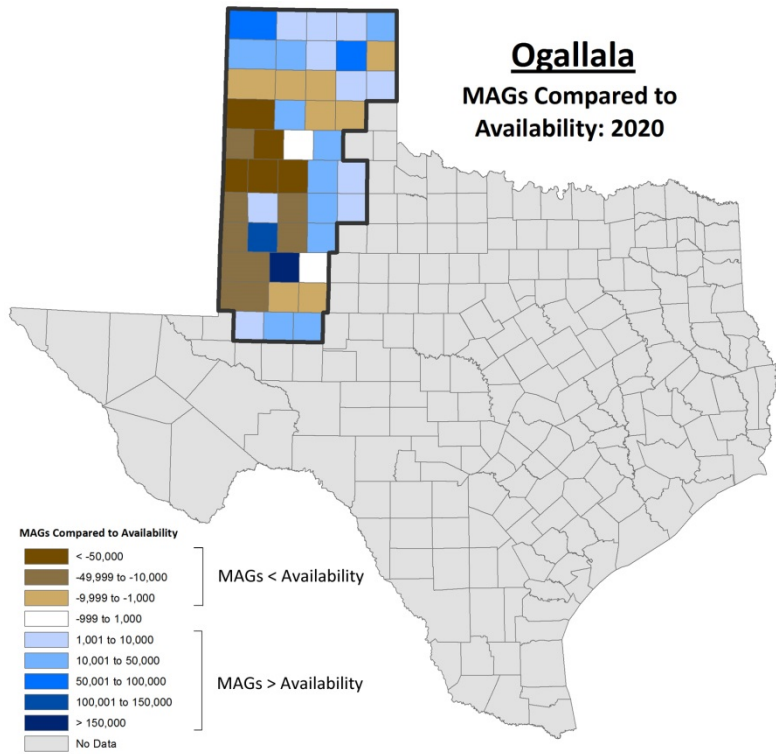 Ogallala
MAGs Compared to
Availability: 2020
MAGs Compared to Availability
< -50,000
-49,999 to -10,000
-9,999 to -1,000
MAGs < Availability
-999 to 1,000
1,001 to 10,000
10,001 to 50,000
50,001 to 100,000
100,001 to 150,000
> 150,000
MAGs > Availability
No Data